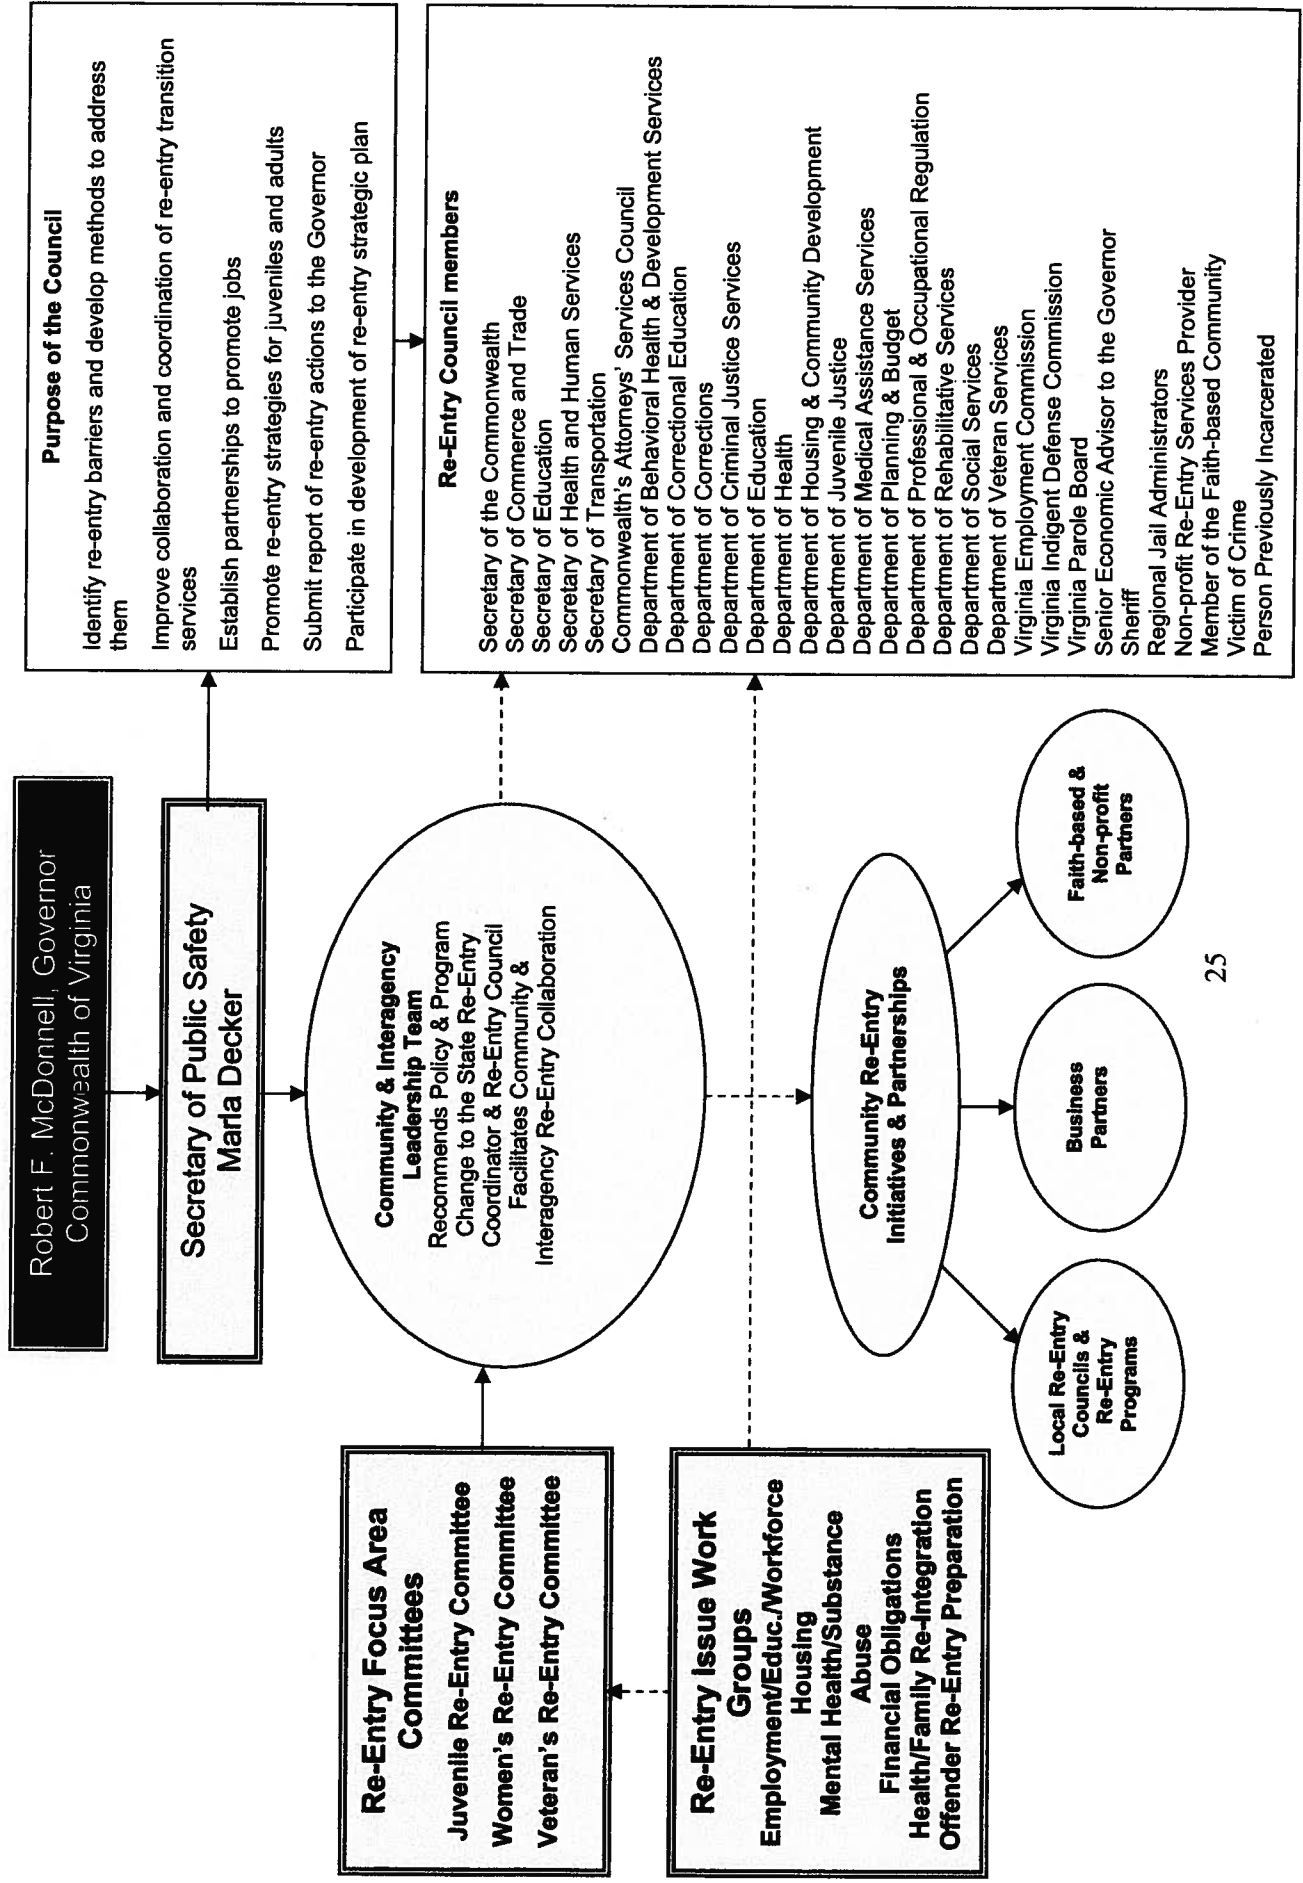 Robert F. McDonnell, Governor
Commonwealth of Virginia
Secretary of Public Safety
Marla Decker
Purpose of the Council
Identify re-entry barriers and develop methods to address
them
Improve collaboration and coordination of re-entry transition
services
Establish partnerships to promote jobs
Promote re-entry strategies for juveniles and adults
Submit report of re-entry actions to the Governor
Participate in development of re-entry strategic plan
Re-Entry Focus Area
Committees
Juvenile Re-Entry Committee
Women's Re-Entry Committee
Veteran's Re-Entry Committee
Community & Interagency
Leadership Team
Recommends Policy & Program
Change to the State Re-Entry
Coordinator & Re-Entry Council
Facilitates Community &
Interagency Re-Entry Collaboration
Re-Entry Council members
Secretary of the Commonwealth
Secretary of Commerce and Trade
Secretary of Education
Secretary of Health and Human Services
Secretary of Transportation
Commonwealth's Attorneys' Services Council
Department of Behavioral Health & Development Services
Department of Correctional Education
Department of Corrections
Department of Criminal Justice Services
Department of Education
Department of Health
Department of Housing & Community Development
Department of Juvenile Justice
Department of Medical Assistance Services
Department of Planning & Budget
Department of Professional & Occupational Regulation
Department of Rehabilitative Services
Department of Social Services
Department of Veteran Services
Virginia Employment Commission
Virginia Indigent Defense Commission
Virginia Parole Board
Senior Economic Advisor to the Governor
Sheriff
Regional Jail Administrators
Non-profit Re-Entry Services Provider
Member of the Faith-based Community
Victim of Crime
Person Previously Incarcerated
Re-Entry Issue Work
Groups
Employment/Educ./Workforce
Housing
Mental Health/Substance
Abuse
Financial Obligations
Health/Family Re-Integration
Offender Re-Entry Preparation
Community Re-Entry
Initiatives & Partnerships
Local Re-Entry
Councils &
Re-Entry
Programs
Business
Partners
Faith-based &
Non-profit
Partners
25